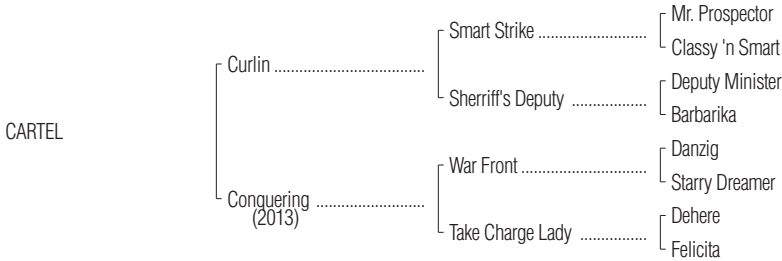 CARTEL
Curlin
Conquering
(2013)
Smart Strike
Sherriff's Deputy
War Front
Take Charge Lady
Mr. Prospector
Classy 'n Smart
Deputy Minister
Barbarika
Danzig
Starry Dreamer
Dehere
Felicita